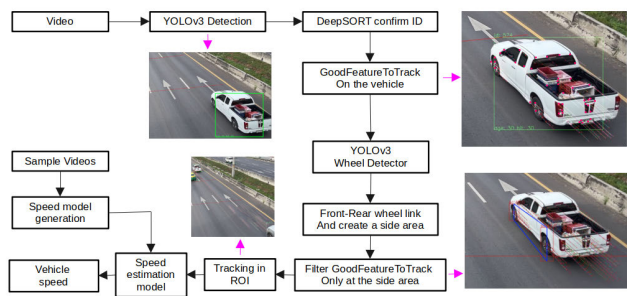 Video
YOLOv3 Detection
DeepSORT confirm ID
GoodFeatureToTrack
On the vehicle
YOLOv3
Wheel Detector
Sample Videos
Speed model
generation
Front-Rear wheel link
And create a side area
Vehicle
speed
Speed
estimation
model
Tracking in
ROI
Filter GoodFeatureToTrack
Only at the side area